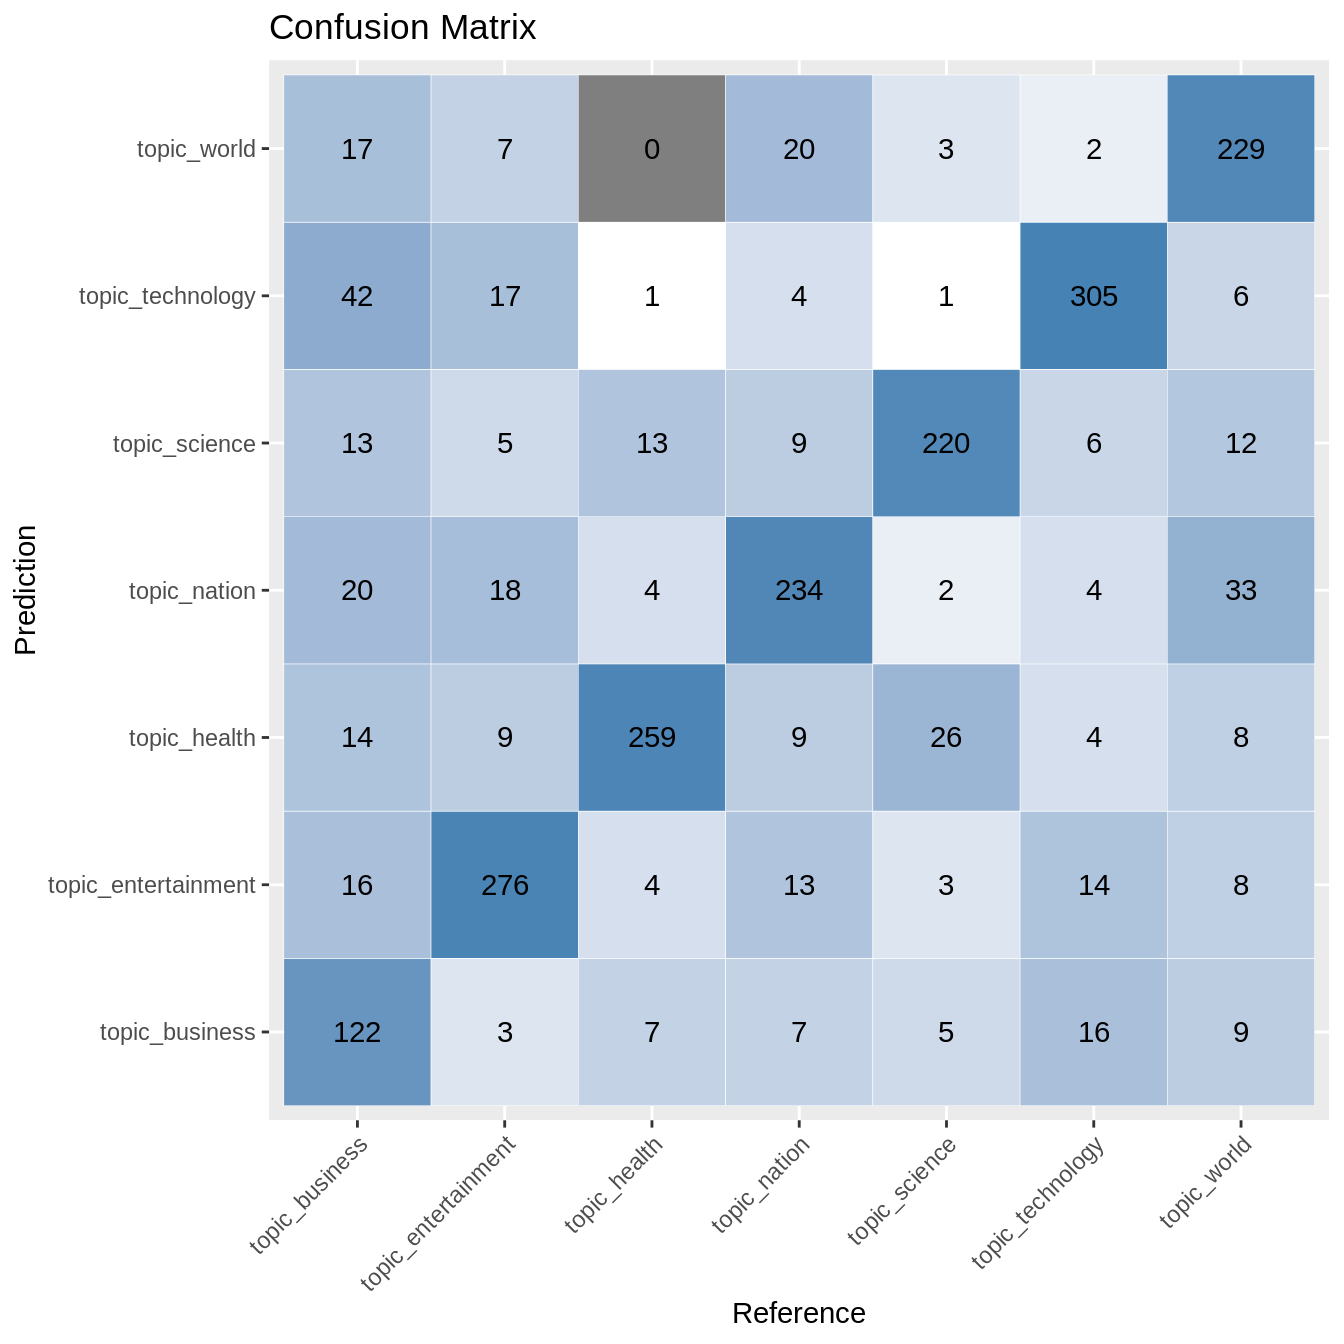 Confusion Matrix
topic_world 17 7 0 20 3 2 229
topic_technology 42 17 1 4 1 305 6
topic_science 13 5 13 9 220 6 12
topic_nation 20 18 4 234 2 4 33
topic_health 14 9 259 9 26 4 8
topic_entertainment 16 276 4 13 3 14 8
topic_business 122 3 7 7 5 16 9
Prediction
topic_business topic_entertainment topic_health topic_nation topic_science topic_technology topic_world
Reference